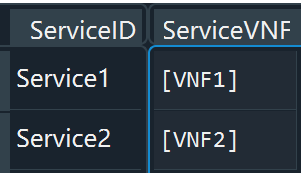 ServiceID ServiceVNF
Service1 [VNF1]
Service2 [VNF2]